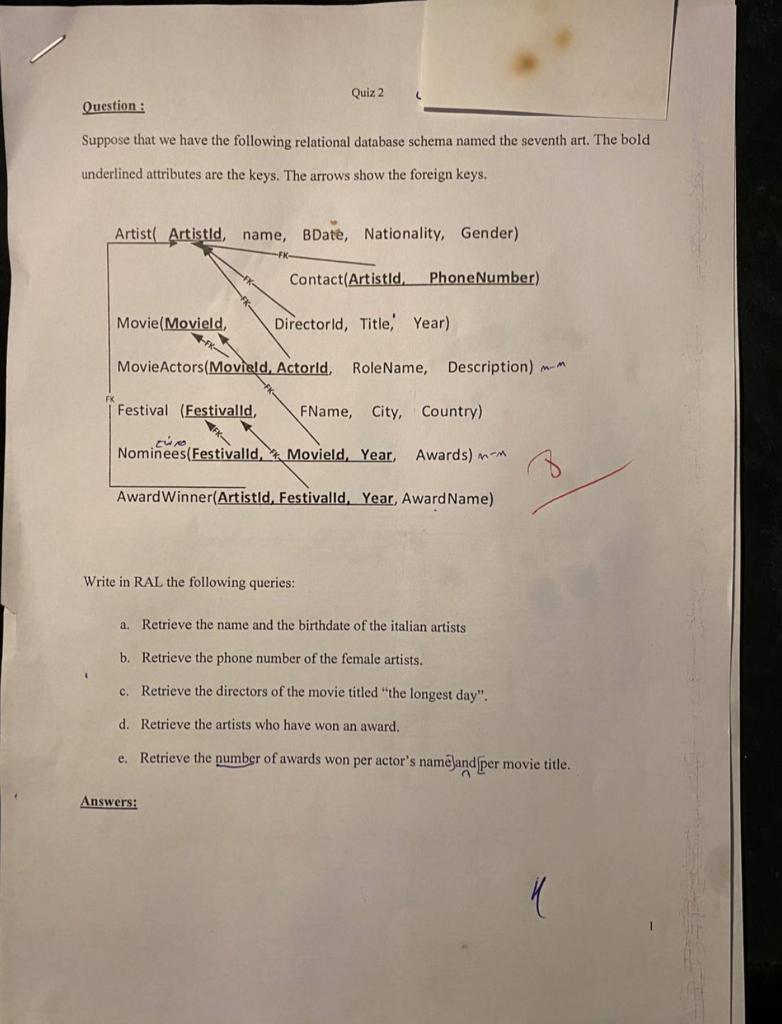 Quiz 2
Question :
Suppose that we have the following relational database schema named the seventh art. The bold
underlined attributes are the keys. The arrows show the foreign keys.
Artist( ArtistId, name, BDate, Nationality, Gender)
FK
Contact(ArtistId, PhoneNumber)
FK
FK
Movie(MovieId, DirectorId, Title, Year)
FK
MovieActors(MovieId, ActorId, RoleName, Description) m-m
FK
FK
Festival (FestivalId, FName, City, Country)
FK
Nominees(FestivalId, MovieId, Year, Awards) m-m
FK
AwardWinner(ArtistId, FestivalId, Year, AwardName)
Write in RAL the following queries:
a. Retrieve the name and the birthdate of the italian artists
b. Retrieve the phone number of the female artists.
c. Retrieve the directors of the movie titled “the longest day”.
d. Retrieve the artists who have won an award.
e. Retrieve the number of awards won per actor's name and per movie title.
Answers:
1